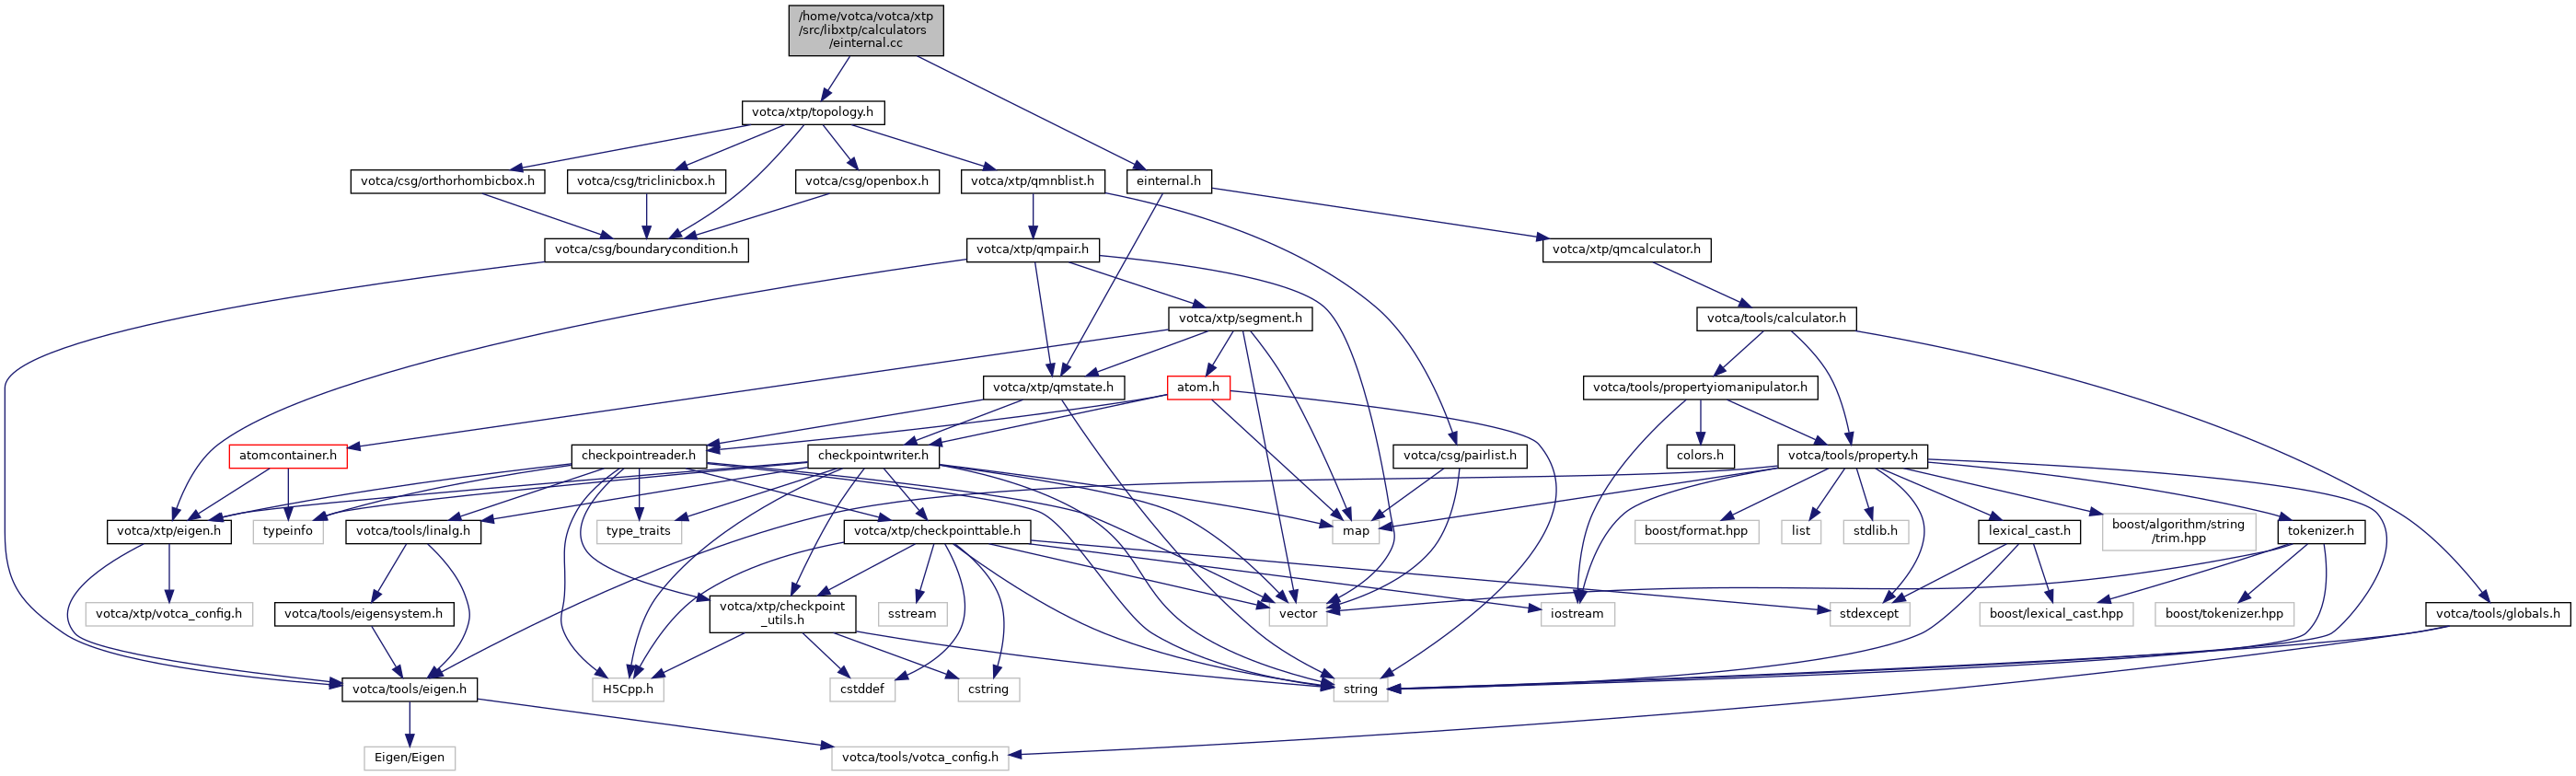 /home/votca/votca/xtp
/src/libxtp/calculators
/einternal.cc
votca/xtp/topology.h
votca/csg/orthorhombicbox.h
votca/csg/triclinicbox.h
votca/csg/openbox.h
votca/xtp/qmnblist.h
einternal.h
votca/csg/boundarycondition.h
votca/xtp/qmpair.h
votca/xtp/qmcalculator.h
votca/xtp/segment.h
votca/tools/calculator.h
votca/xtp/qmstate.h
atom.h
votca/tools/propertyiomanipulator.h
atomcontainer.h
checkpointreader.h
checkpointwriter.h
votca/csg/pairlist.h
colors.h
votca/tools/property.h
votca/xtp/eigen.h
typeinfo
votca/tools/linalg.h
type_traits
votca/xtp/checkpointtable.h
map
boost/format.hpp
list
stdlib.h
lexical_cast.h
boost/algorithm/string
/trim.hpp
tokenizer.h
votca/xtp/votca_config.h
votca/tools/eigensystem.h
votca/xtp/checkpoint
_utils.h
sstream
vector
iostream
stdexcept
boost/lexical_cast.hpp
boost/tokenizer.hpp
votca/tools/globals.h
votca/tools/eigen.h
H5Cpp.h
cstddef
cstring
string
Eigen/Eigen
votca/tools/votca_config.h